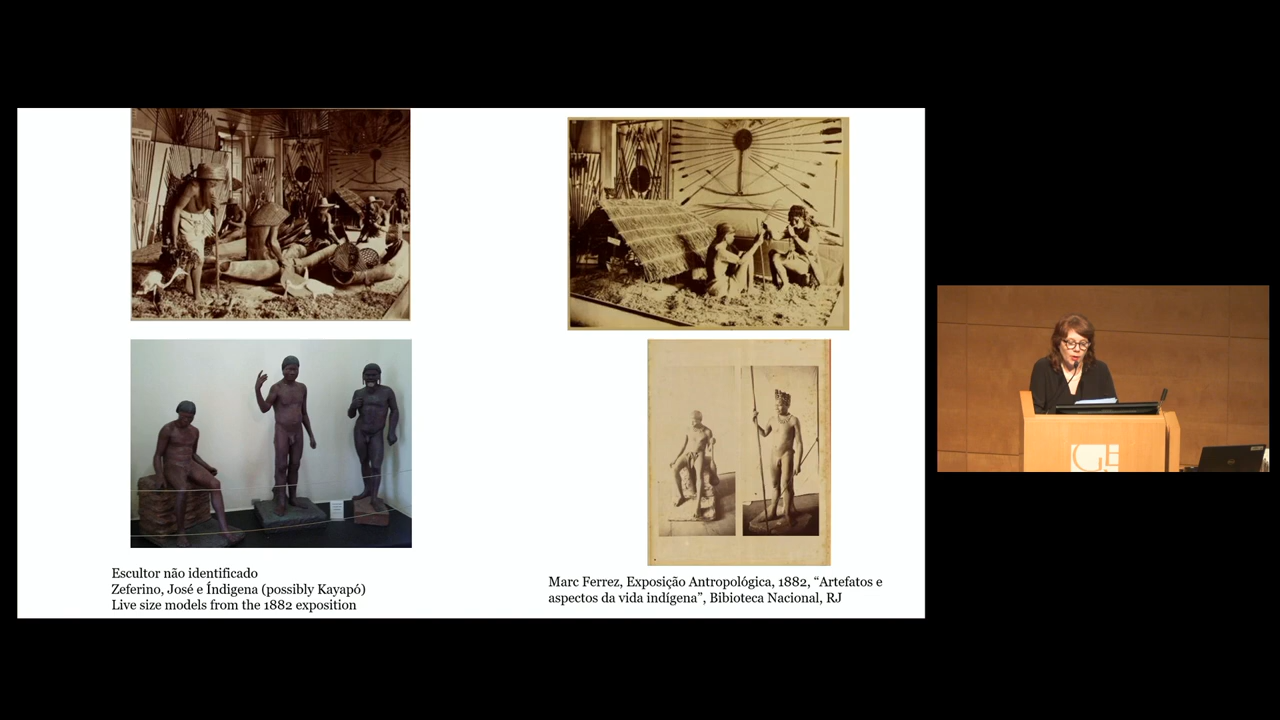 Escultor não identificado
Zeferino, José e Índigena (possibly Kayapó)
Live size models from the 1882 exposition
Marc Ferrez, Exposição Antropológica, 1882, “Artefatos e
aspectos da vida indígena”, Bibioteca Nacional, RJ
GE